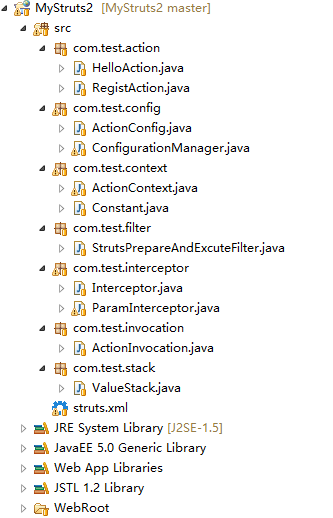 MyStruts2 [MyStruts2 master]
src
com.test.action
HelloAction.java
RegistAction.java
com.test.config
ActionConfig.java
ConfigurationManager.java
com.test.context
ActionContext.java
Constant.java
com.test.filter
StrutsPrepareAndExcuteFilter.java
com.test.interceptor
Interceptor.java
ParamInterceptor.java
com.test.invocation
ActionInvocation.java
com.test.stack
ValueStack.java
struts.xml
JRE System Library [J2SE-1.5]
JavaEE 5.0 Generic Library
Web App Libraries
JSTL 1.2 Library
WebRoot